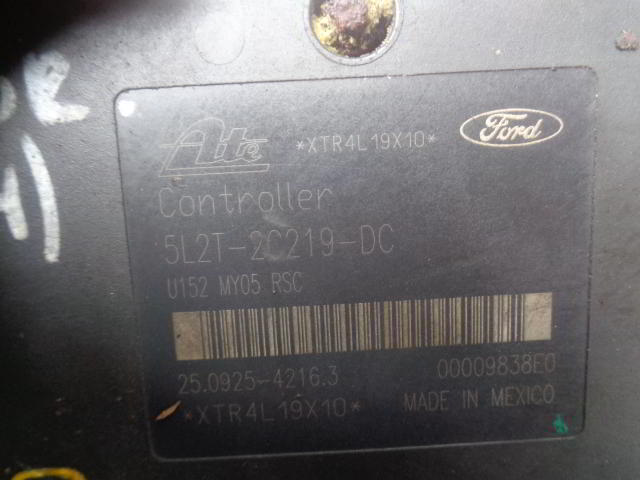 Ate *XTR4L19X10* Ford
Controller
5L2T-2C219-DC
U152 MY05 RSC
25.0925-4216.3 00009838E0
*XTR4L19X10* MADE IN MEXICO